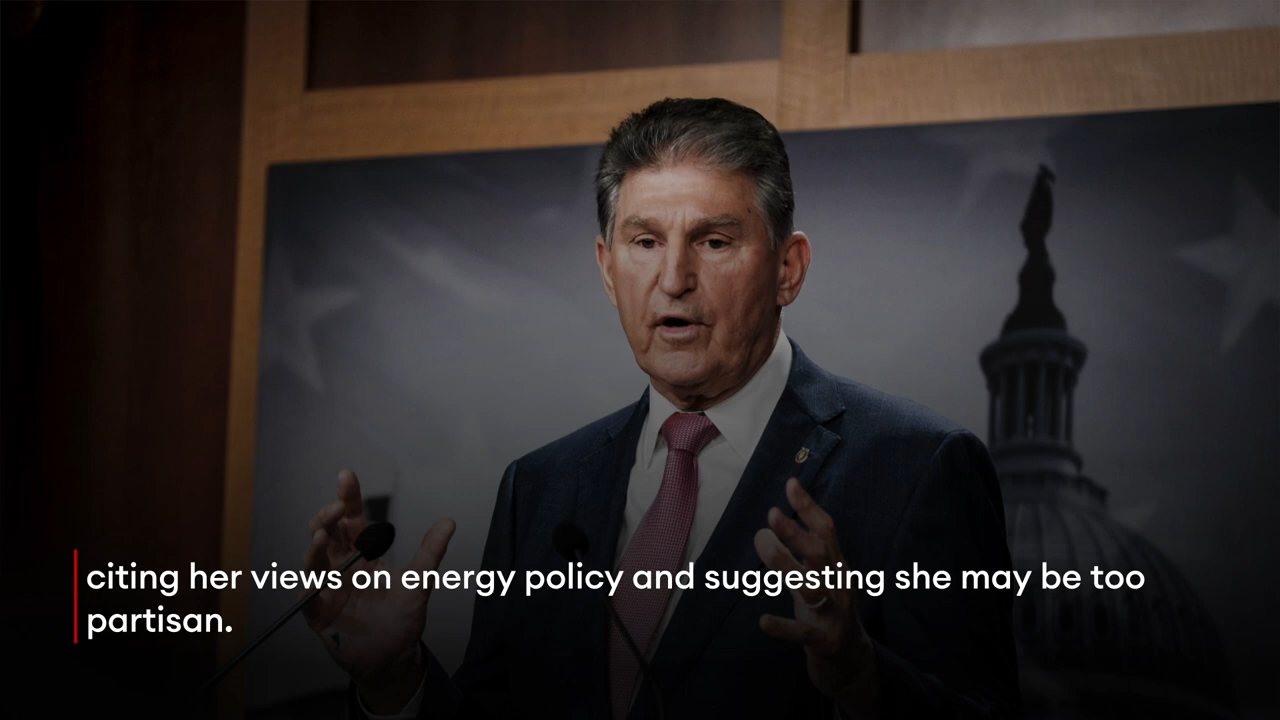 citing her views on energy policy and suggesting she may be too
partisan.